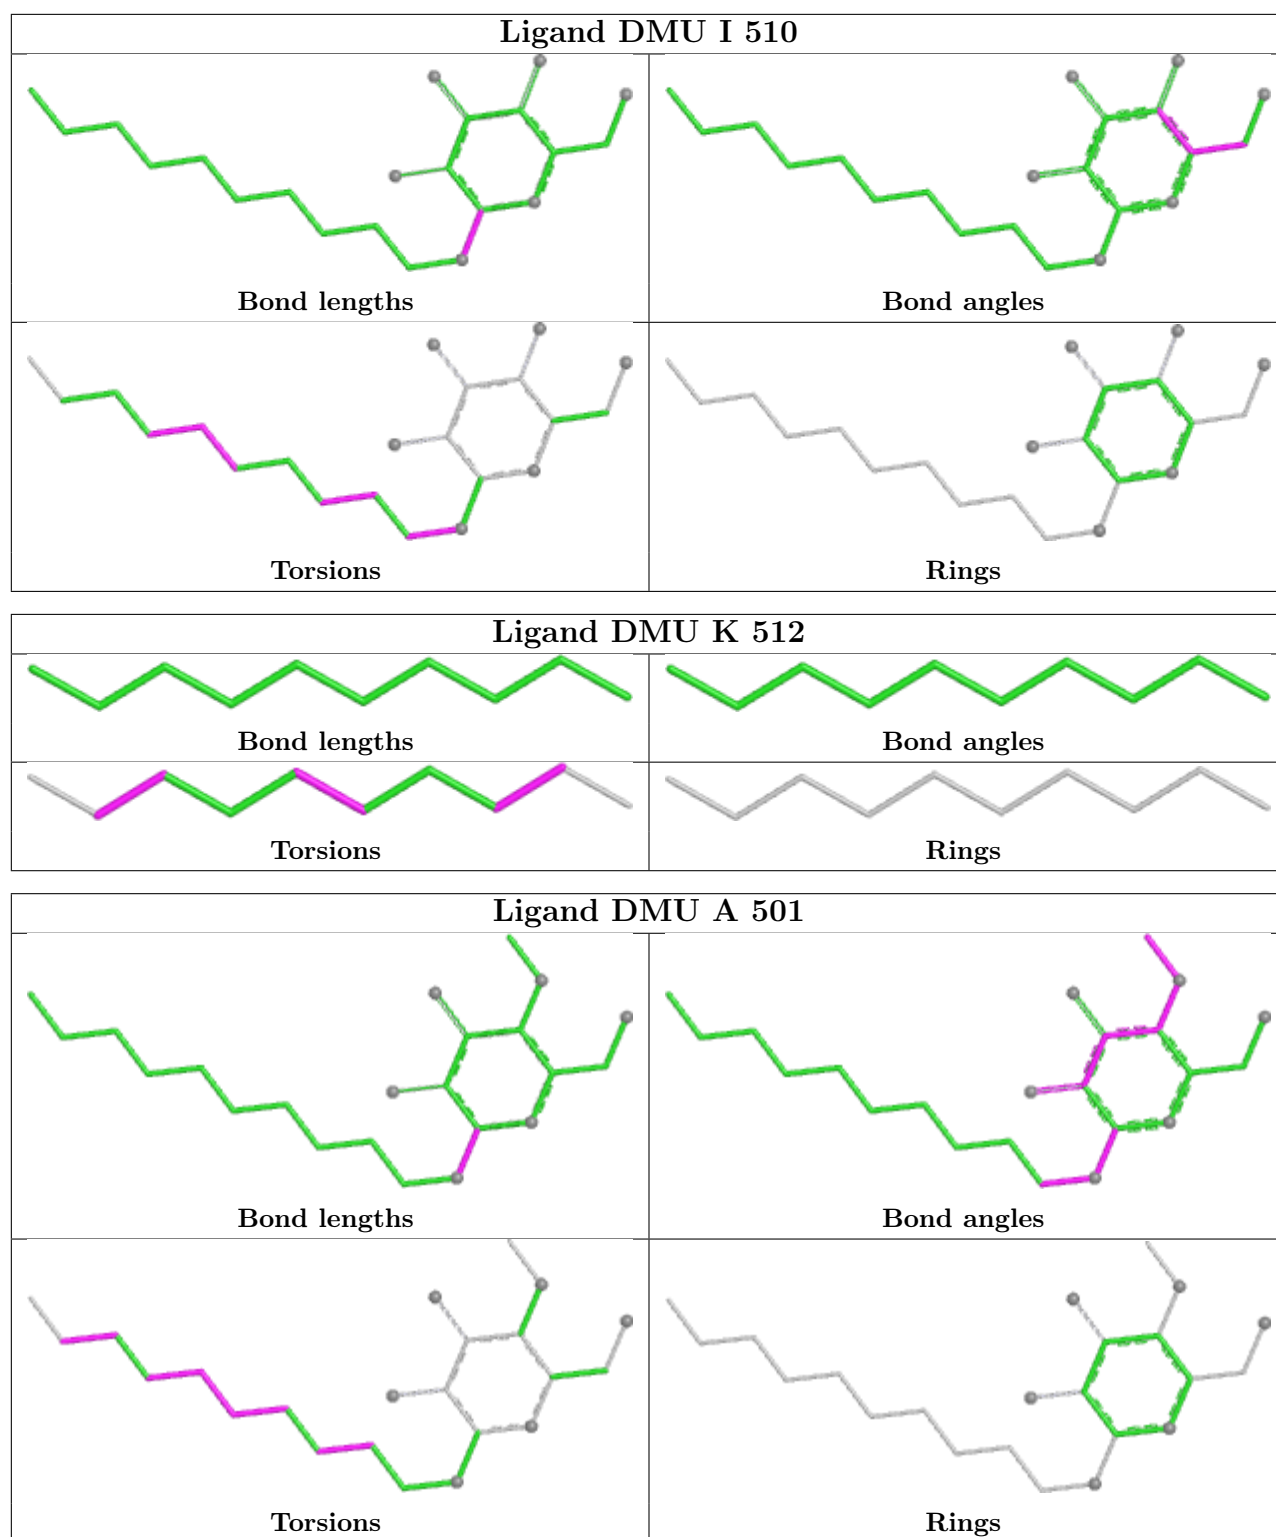 Ligand DMU I 510
Bond lengths
Bond angles
Torsions
Rings
Ligand DMU K 512
Bond lengths
Bond angles
Torsions
Rings
Ligand DMU A 501
Bond lengths
Bond angles
Torsions
Rings